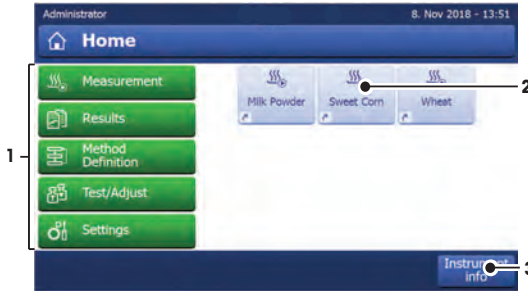 Administrator
8. Nov 2018 - 13:51
Home
Measurement
Results
Method
Definition
Test/Adjust
Settings
Milk Powder
Sweet Corn
Wheat
Instrument
info
1
2
3